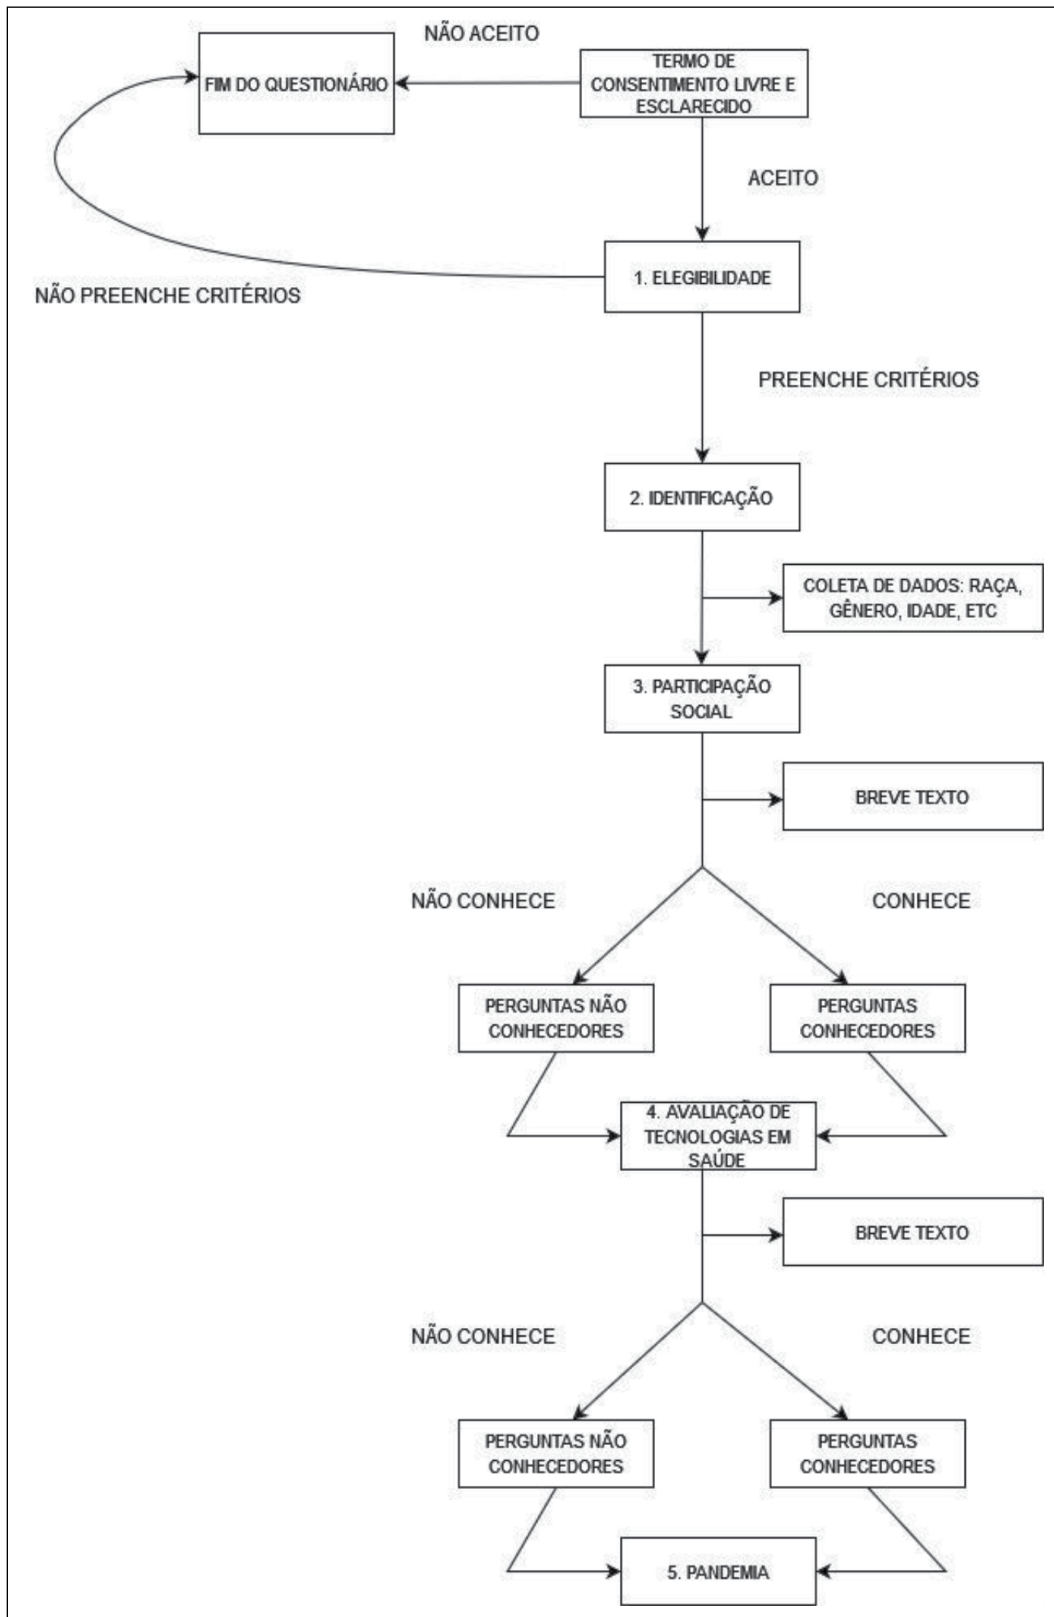 NÃO ACEITO
FIM DO QUESTIONÁRIO
TERMO DE
CONSENTIMENTO LIVRE E
ESCLARECIDO
ACEITO
1. ELEGIBILIDADE
NÃO PREENCHE CRITÉRIOS
PREENCHE CRITÉRIOS
2. IDENTIFICAÇÃO
COLETA DE DADOS: RAÇA,
GÊNERO, IDADE, ETC
3. PARTICIPAÇÃO
SOCIAL
BREVE TEXTO
NÃO CONHECE
CONHECE
PERGUNTAS NÃO
CONHECEDORES
PERGUNTAS
CONHECEDORES
4. AVALIAÇÃO DE
TECNOLOGIAS EM
SAÚDE
BREVE TEXTO
NÃO CONHECE
CONHECE
PERGUNTAS NÃO
CONHECEDORES
PERGUNTAS
CONHECEDORES
5. PANDEMIA